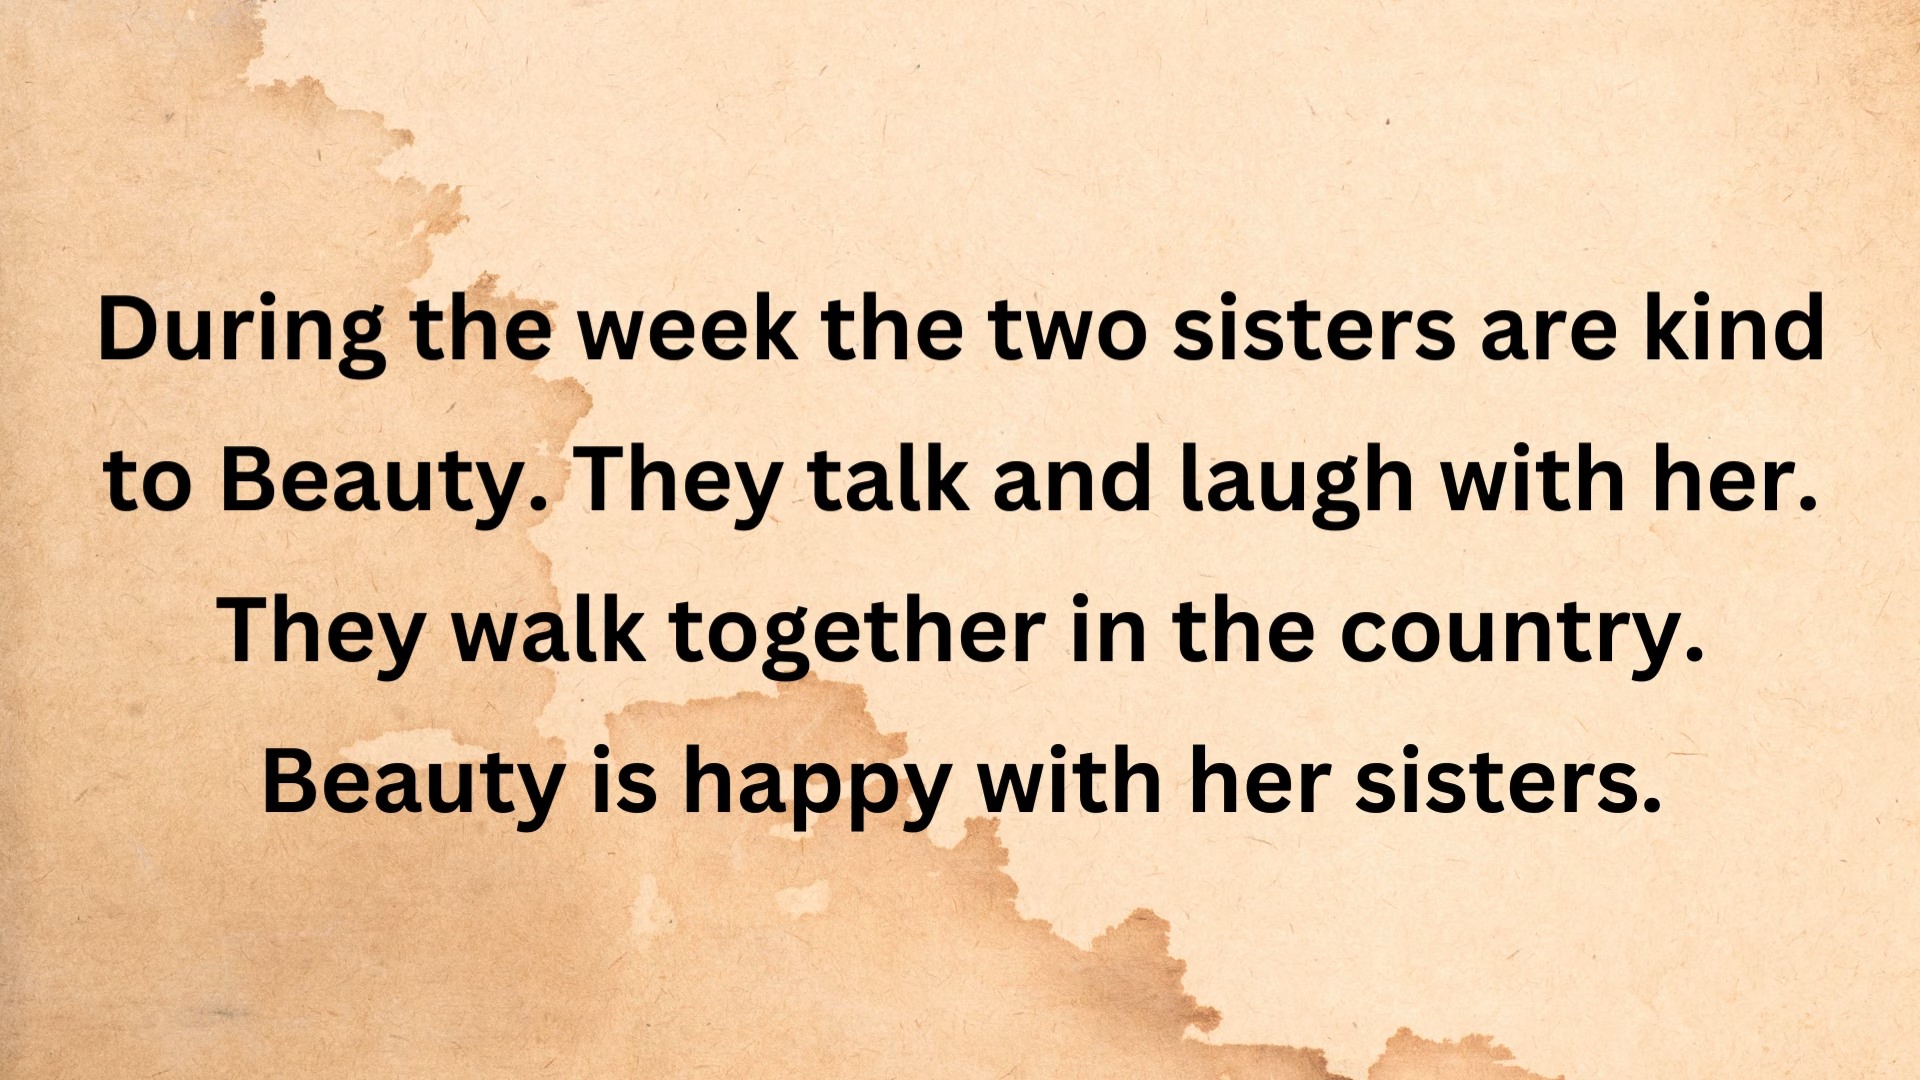 During the week the two sisters are kind
to Beauty. They talk and laugh with her.
They walk together in the country.
Beauty is happy with her sisters.